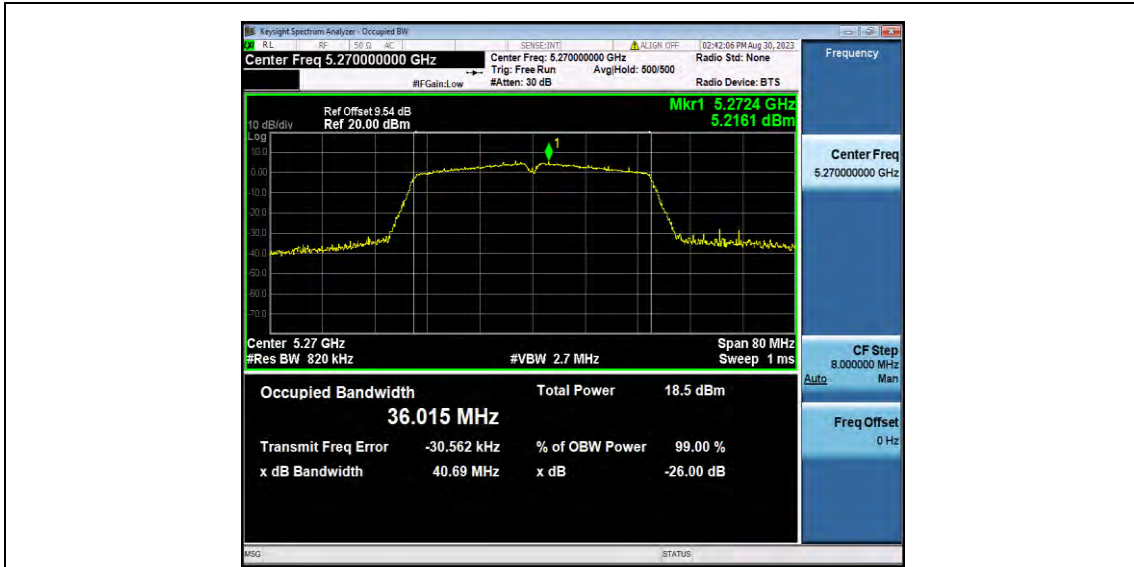 Keysight Spectrum Analyzer - Occupied BW
RL RF 50 Ω AC SENSE:INT ALIGN OFF 02:42:06 PM Aug 30, 2023
Center Freq 5.270000000 GHz
Center Freq: 5.270000000 GHz
Radio Std: None
Trig: Free Run Avg|Hold: 500/500
#IFGain:Low #Atten: 30 dB Radio Device: BTS
Frequency
Mkr1 5.2724 GHz
5.2161 dBm
Ref Offset 9.54 dB
10 dB/div Ref 20.00 dBm
Log
10.0
0.00
-10.0
-20.0
-30.0
-40.0
-50.0
-60.0
-70.0
1
Center 5.27 GHz Span 80 MHz
#Res BW 820 kHz #VBW 2.7 MHz Sweep 1 ms
Occupied Bandwidth Total Power 18.5 dBm
36.015 MHz
Transmit Freq Error -30.562 kHz % of OBW Power 99.00 %
x dB Bandwidth 40.69 MHz x dB -26.00 dB
Center Freq
5.270000000 GHz
CF Step
8.000000 MHz
Auto Man
Freq Offset
0 Hz
MSG STATUS